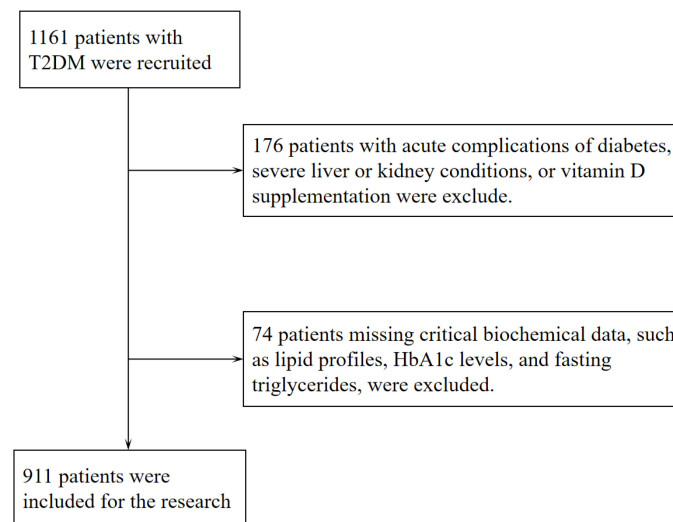 1161 patients with
T2DM were recruited
176 patients with acute complications of diabetes,
severe liver or kidney conditions, or vitamin D
supplementation were exclude.
74 patients missing critical biochemical data, such
as lipid profiles, HbA1c levels, and fasting
triglycerides, were excluded.
911 patients were
included for the research